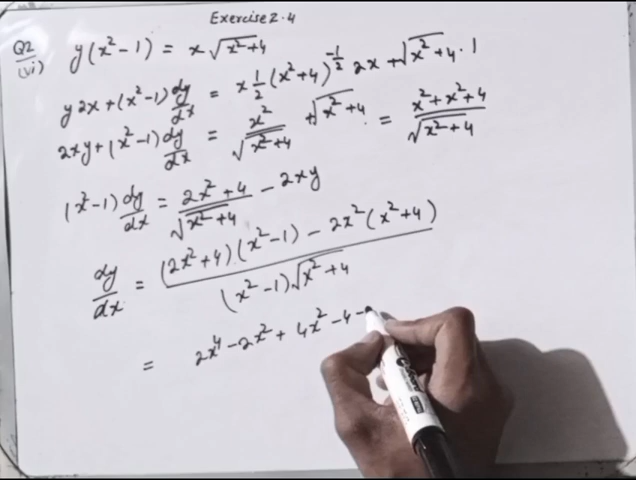 Exercise 2.4
Q2 (vi) y(x²-1) = x√(x²+4)
y2x+(x²-1)dy/dx = x 1/2 (x²+4)^(-1/2) 2x + √(x²+4) . 1
2xy+(x²-1)dy/dx = x²/√(x²+4) + √(x²+4) = (x²+x²+4)/√(x²+4)
(x²-1)dy/dx = (2x²+4)/√(x²+4) - 2xy
dy/dx = ((2x²+4)(x²-1) - 2x²(x²+4))/((x²-1)√(x²+4))
= 2x⁴-2x²+4x²-4-